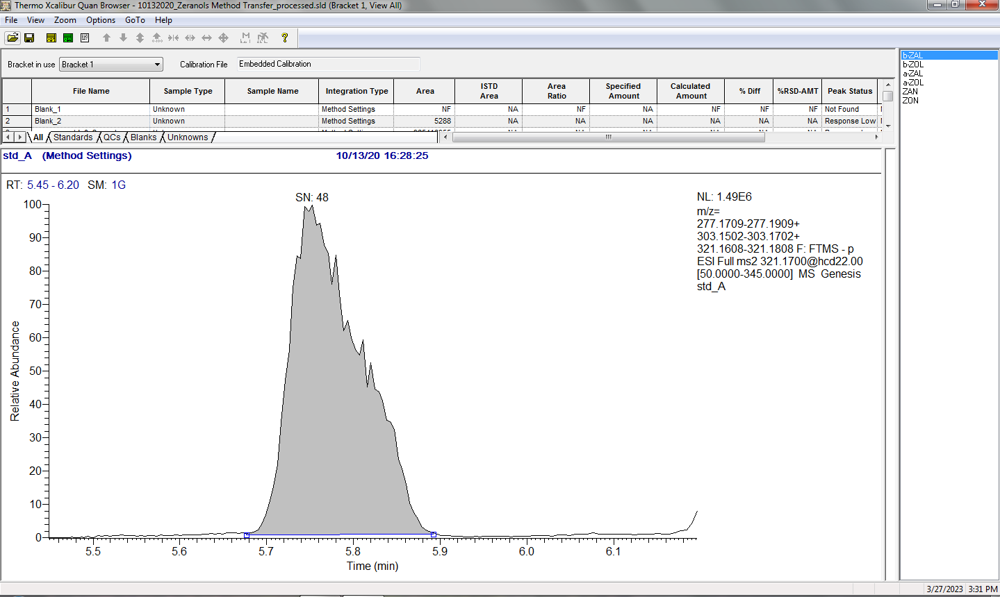 Thermo Xcalibur Quan Browser - 10132020_Zeranols Method Transfer_processed.sld (Bracket 1, View All)
File View Zoom Options GoTo Help
Bracket in use Bracket 1 Calibration File Embedded Calibration
File Name Sample Type Sample Name Integration Type Area ISTD Area Area Ratio Specified Amount Calculated Amount % Diff %RSD-AMT Peak Status
1 Blank_1 Unknown Method Settings NF NA NF NA NF NF NF Not Found
2 Blank_2 Unknown Method Settings 5288 NA NA NA NA NA NA Response Low
All Standards QCs Blanks Unknowns
b-ZAL
b-ZOL
a-ZAL
a-ZOL
ZAN
ZON
std_A (Method Settings) 10/13/20 16:28:25
RT: 5.45 - 6.20 SM: 1G
SN: 48
NL: 1.49E6
m/z=
277.1709-277.1909+
303.1502-303.1702+
321.1608-321.1808 F: FTMS - p
ESI Full ms2 321.1700@hcd22.00
[50.0000-345.0000] MS Genesis
std_A
100
90
80
70
60
50
40
30
20
10
0
Relative Abundance
5.5 5.6 5.7 5.8 5.9 6.0 6.1
Time (min)
3/27/2023 3:31 PM